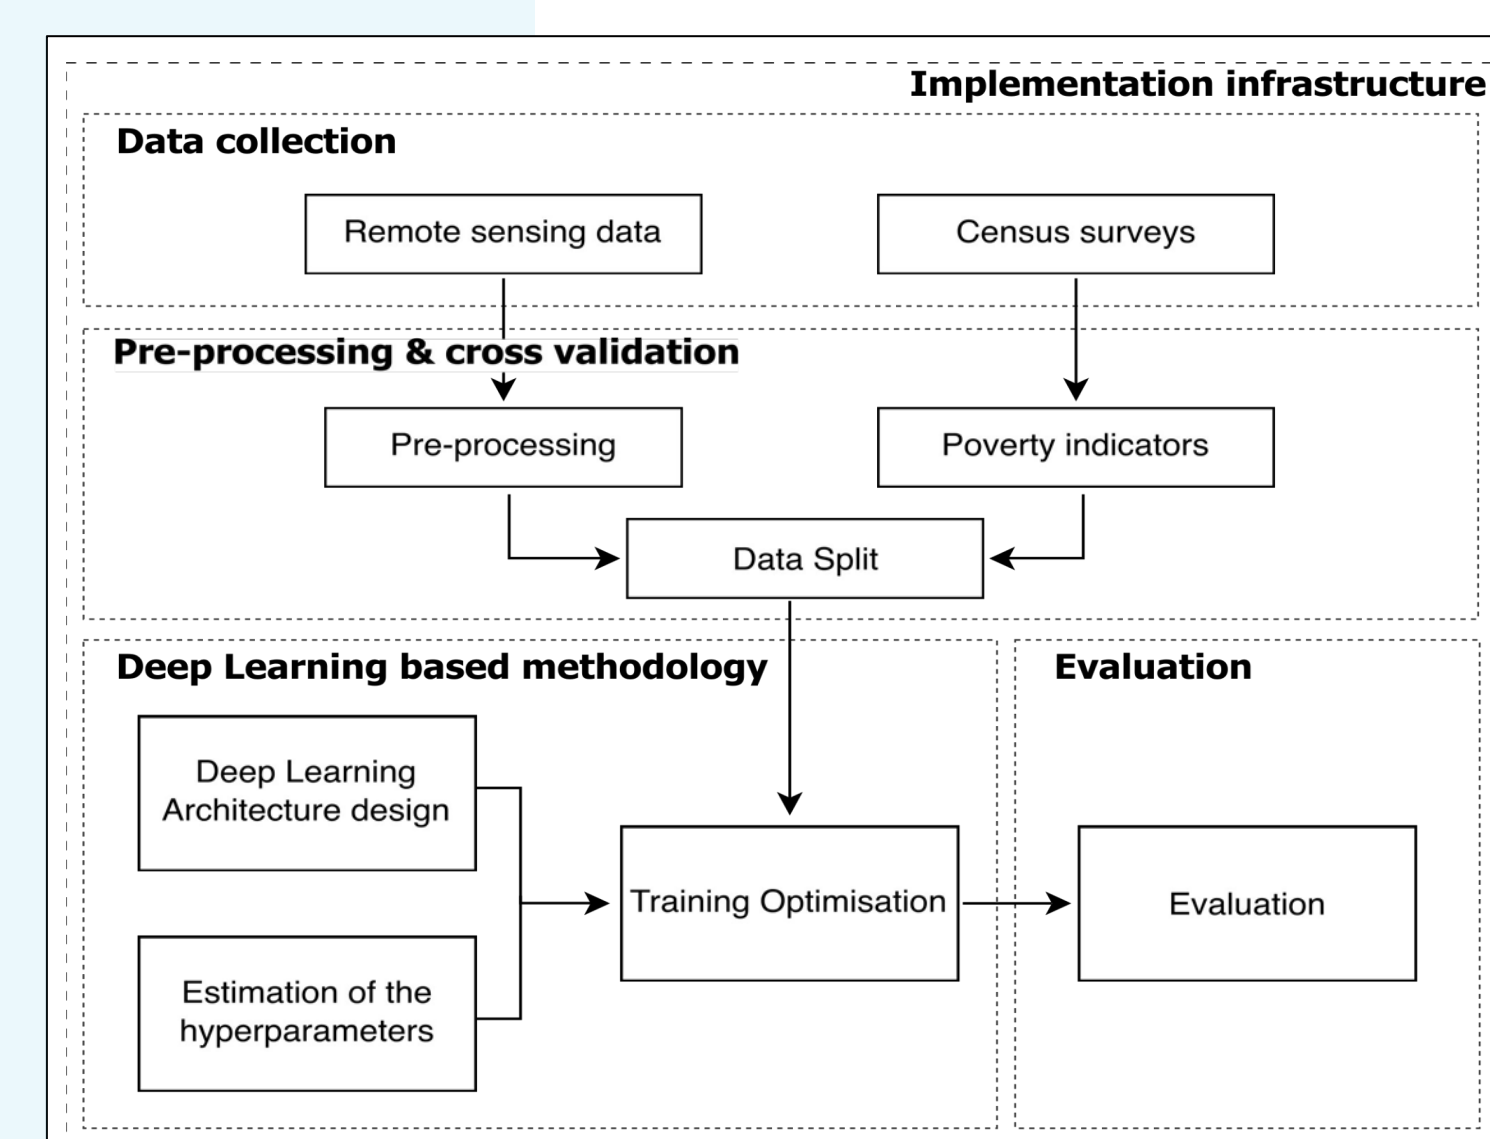 Implementation infrastructure
Data collection
Remote sensing data
Census surveys
Pre-processing & cross validation
Pre-processing
Poverty indicators
Data Split
Deep Learning based methodology
Evaluation
Deep Learning
Architecture design
Training Optimisation
Evaluation
Estimation of the
hyperparameters